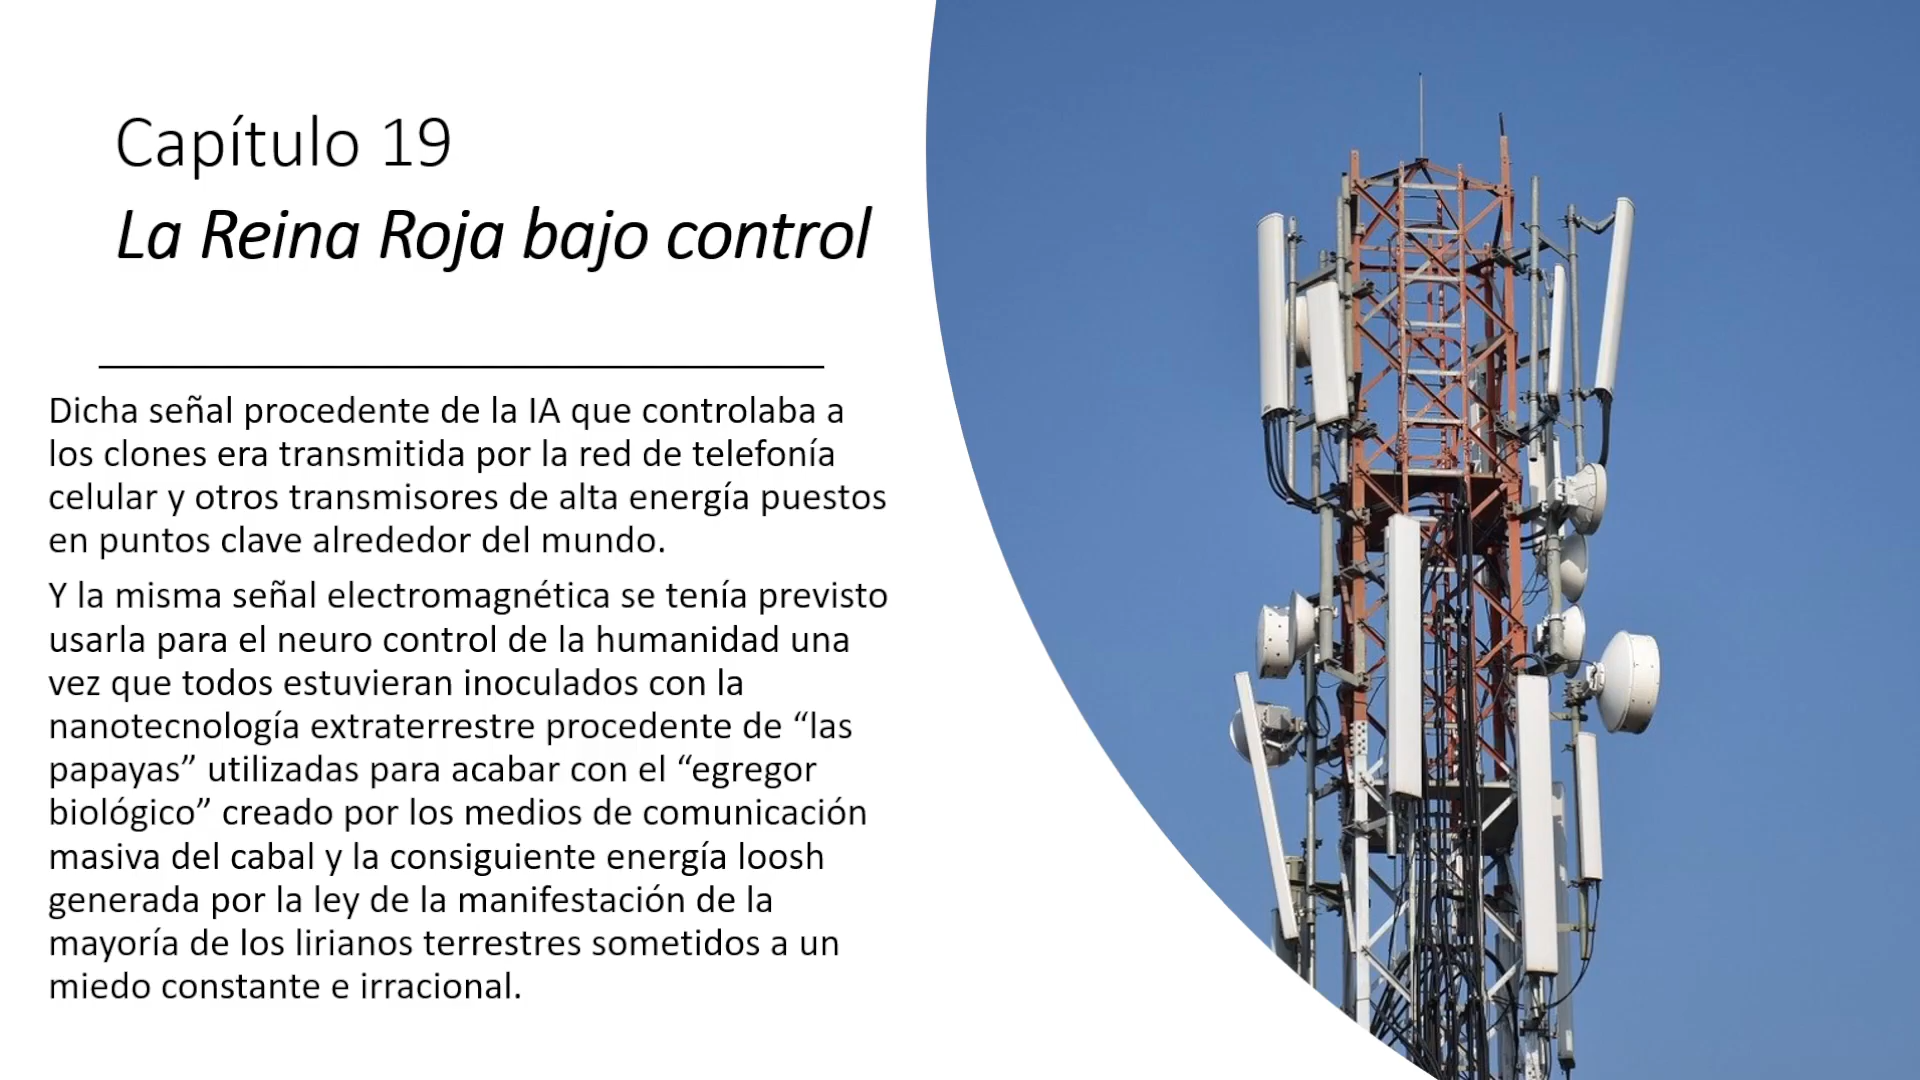 Capítulo 19
La Reina Roja bajo control
Dicha señal procedente de la IA que controlaba a
los clones era transmitida por la red de telefonía
celular y otros transmisores de alta energía puestos
en puntos clave alrededor del mundo.
Y la misma señal electromagnética se tenía previsto
usarla para el neuro control de la humanidad una
vez que todos estuvieran inoculados con la
nanotecnología extraterrestre procedente de “las
papayas” utilizadas para acabar con el “egregor
biológico” creado por los medios de comunicación
masiva del cabal y la consiguiente energía loosh
generada por la ley de la manifestación de la
mayoría de los lirianos terrestres sometidos a un
miedo constante e irracional.